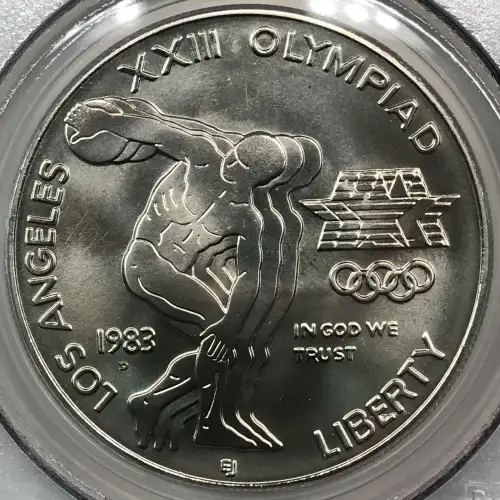 XXIII OLYMPIAD
LOS ANGELES
1983
D
IN GOD WE
TRUST
LIBERTY
EJ